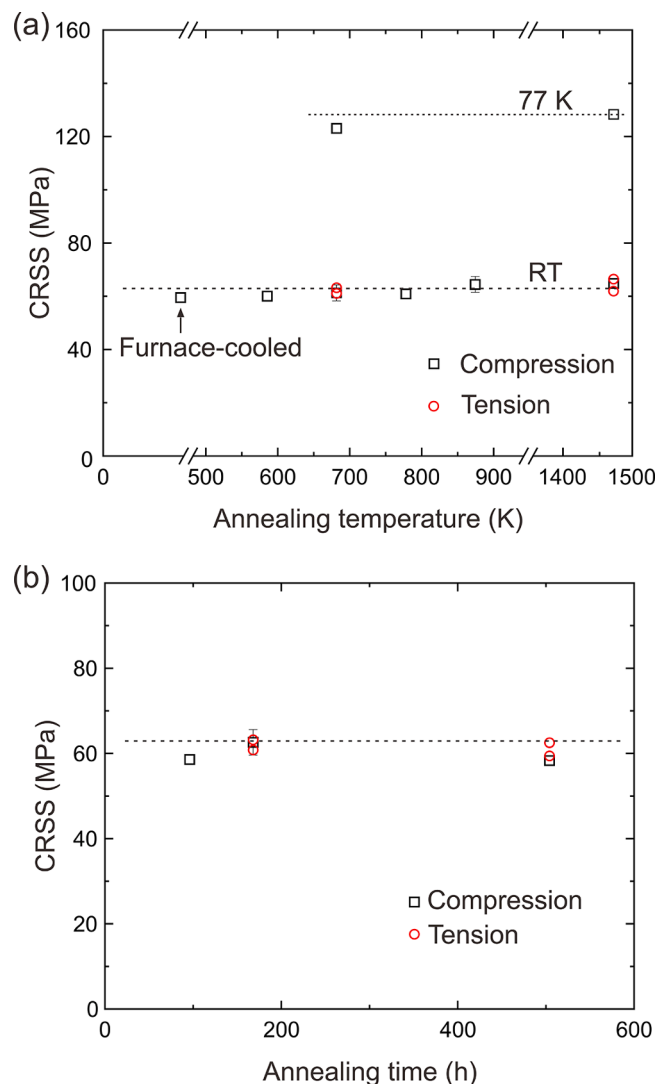 (a)
160
120
80
40
0
CRSS (MPa)
77 K
RT
Furnace-cooled
Compression
Tension
0 500 600 700 800 900 1400 1500
Annealing temperature (K)
(b)
100
80
60
40
20
0
CRSS (MPa)
Compression
Tension
0 200 400 600
Annealing time (h)